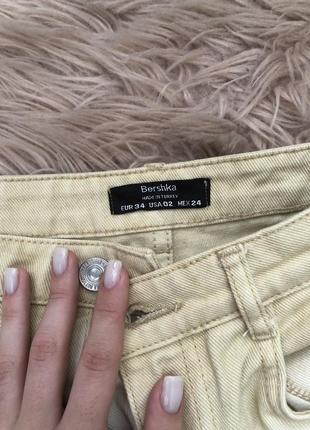 Bershka
MADE IN TURKEY
EUR 34 USA 02 MEX 24